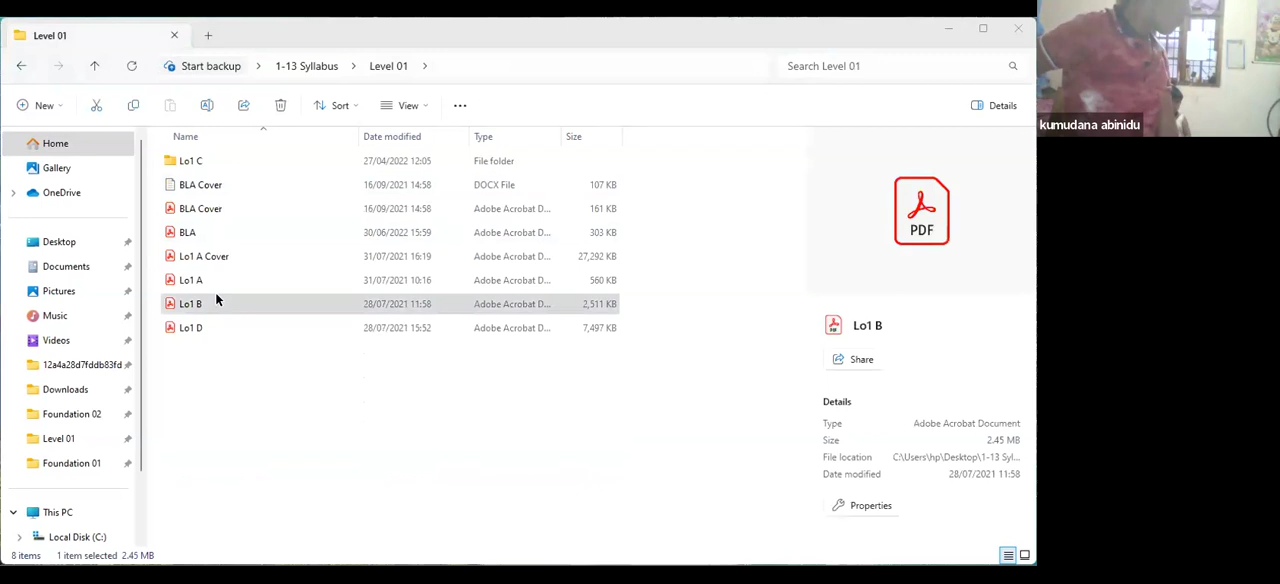 Level 01
Start backup > 1-13 Syllabus > Level 01 >
Search Level 01
New
Sort
View
Details
Home
Gallery
OneDrive
Desktop
Documents
Pictures
Music
Videos
12a4a28d7fddb83fd
Downloads
Foundation 02
Level 01
Foundation 01
This PC
Local Disk (C:)
Name Date modified Type Size
Lo1 C 27/04/2022 12:05 File folder
BLA Cover 16/09/2021 14:58 DOCX File 107 KB
BLA Cover 16/09/2021 14:58 Adobe Acrobat D... 161 KB
BLA 30/06/2022 15:59 Adobe Acrobat D... 303 KB
Lo1 A Cover 31/07/2021 16:19 Adobe Acrobat D... 27,292 KB
Lo1 A 31/07/2021 10:16 Adobe Acrobat D... 560 KB
Lo1 B 28/07/2021 11:58 Adobe Acrobat D... 2,511 KB
Lo1 D 28/07/2021 15:52 Adobe Acrobat D... 7,497 KB
PDF
Lo1 B
Share
Details
Type Adobe Acrobat Document
Size 2.45 MB
File location C:\Users\hp\Desktop\1-13 Syl...
Date modified 28/07/2021 11:58
Properties
8 items 1 item selected 2.45 MB
kumudana abinidu